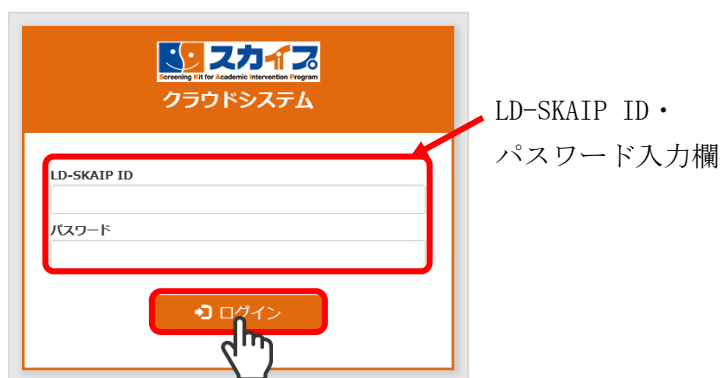 スカイプ
Screening Kit for Academic Intervention Program
クラウドシステム
LD-SKAIP ID・
パスワード入力欄
LD-SKAIP ID
パスワード
ログイン